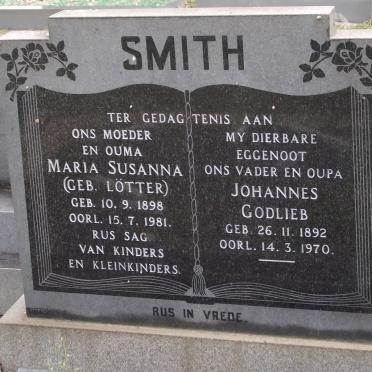 SMITH
TER GEDAGTENIS AAN
ONS MOEDER
EN OUMA
MARIA SUSANNA
(GEB. LÖTTER)
GEB. 10. 9. 1898
OORL. 15. 7. 1981.
RUS SAG
VAN KINDERS
EN KLEINKINDERS.
MY DIERBARE
EGGENOOT
ONS VADER EN OUPA
JOHANNES
GODLIEB
GEB. 26. 11. 1892
OORL. 14. 3. 1970.
RUS IN VREDE.